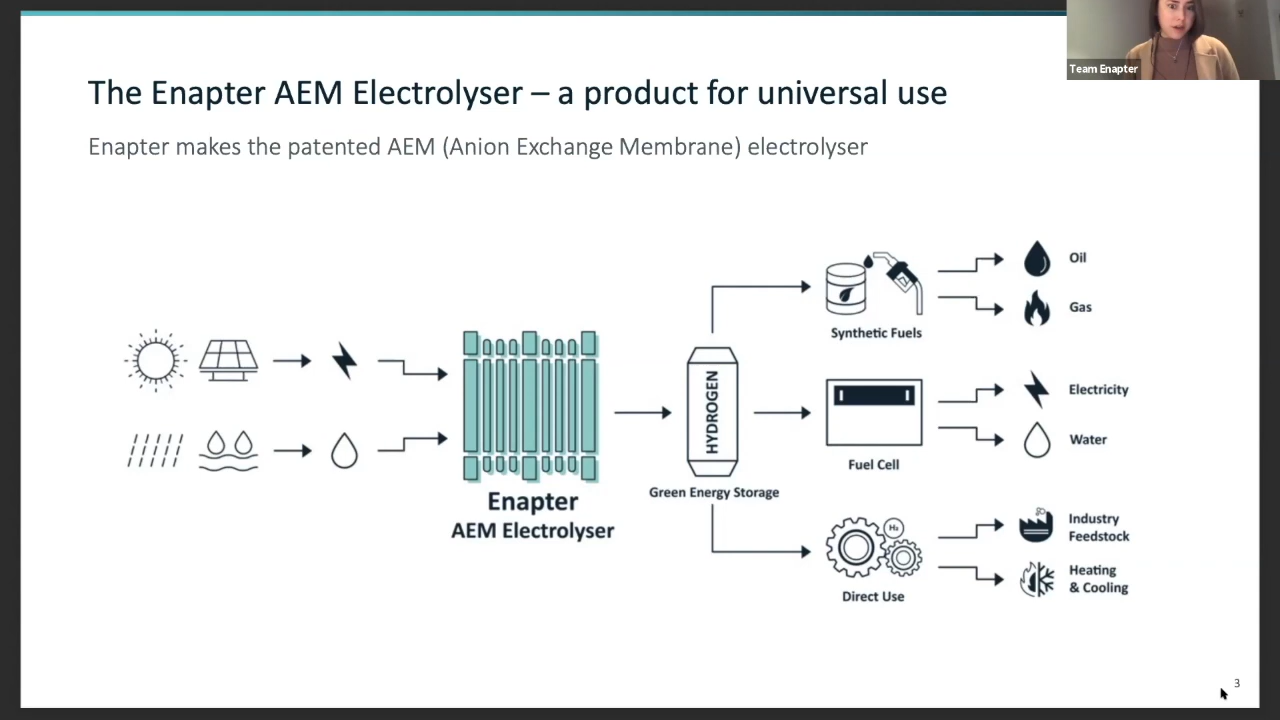 Team Enapter
The Enapter AEM Electrolyser – a product for universal use
Enapter makes the patented AEM (Anion Exchange Membrane) electrolyser
Enapter
AEM Electrolyser
HYDROGEN
Green Energy Storage
Synthetic Fuels
Oil
Gas
Fuel Cell
Electricity
Water
H₂
Direct Use
Industry
Feedstock
Heating
& Cooling
3